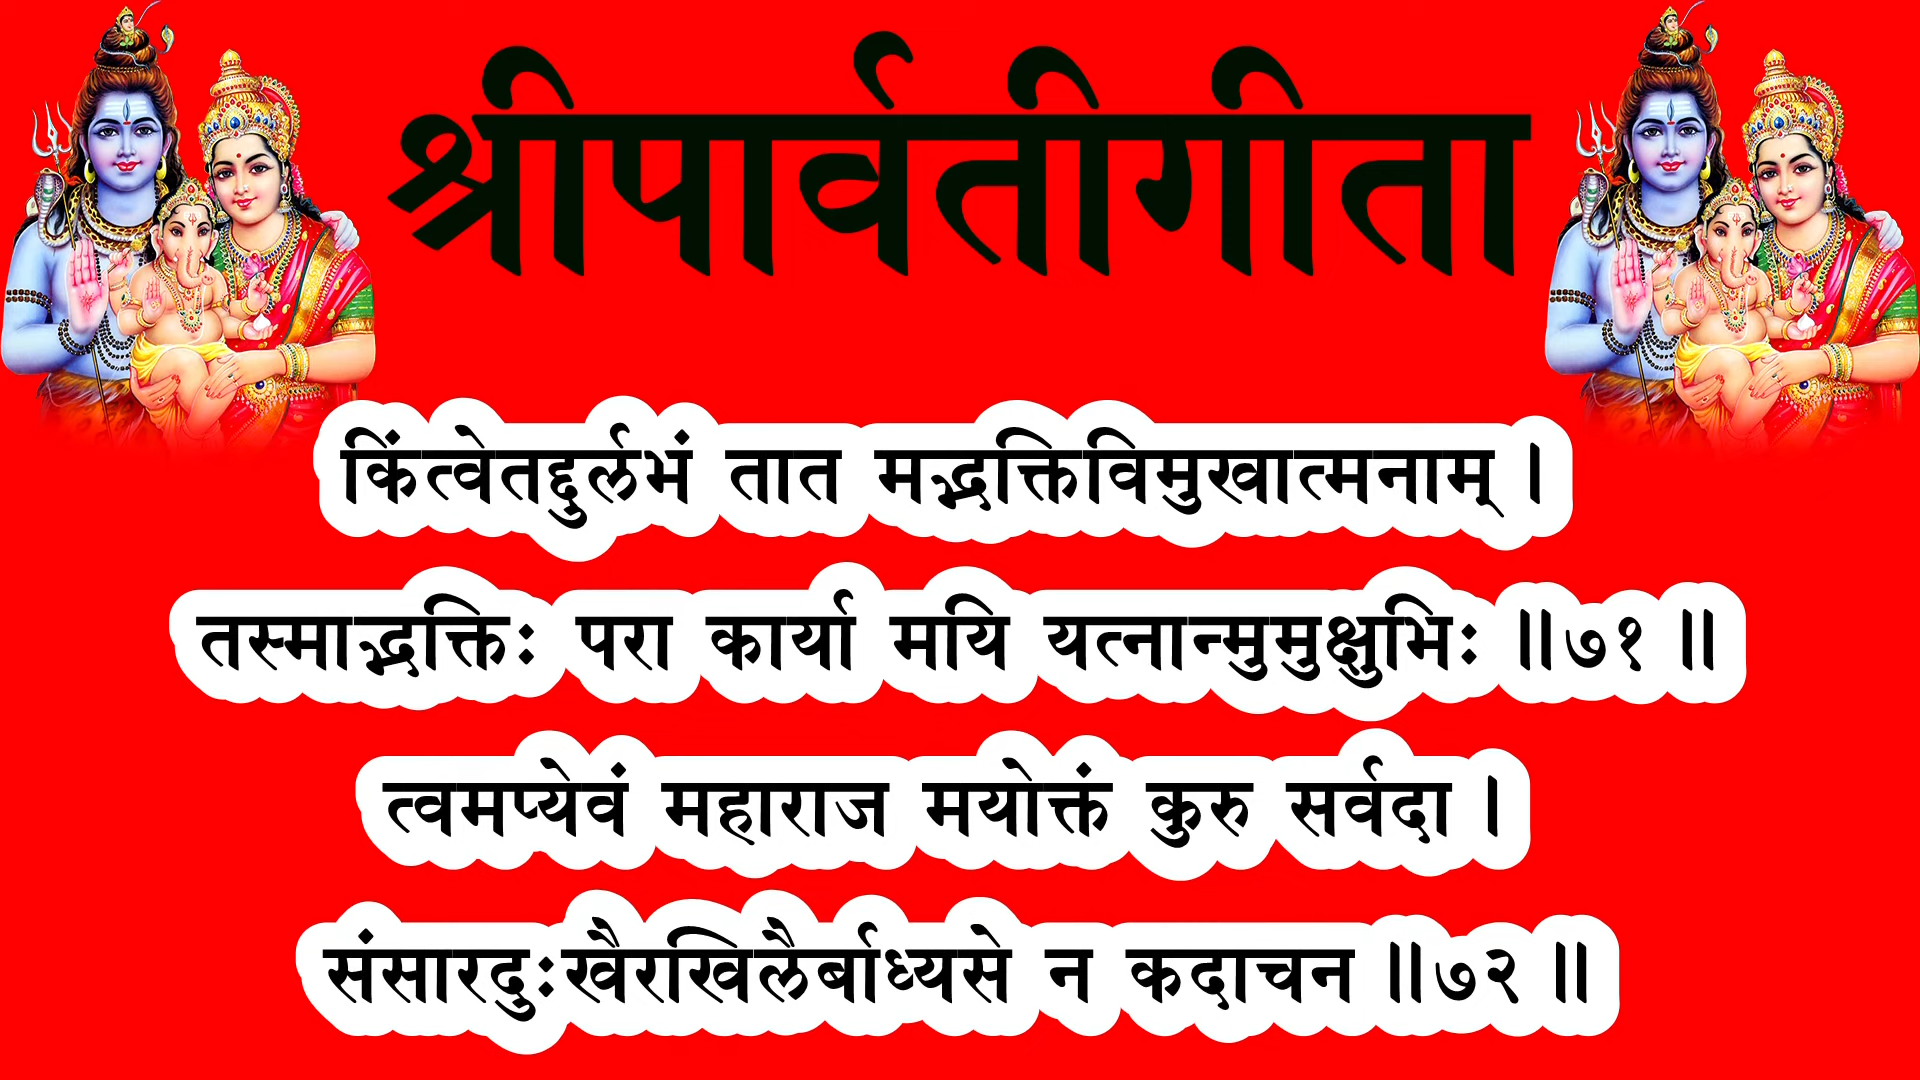 श्रीपार्वतीगीता
किंत्वेतद्दुर्लभं तात मद्भक्तिविमुखात्मनाम् ।
तस्माद्भक्तिः परा कार्या मयि यत्नान्मुमुक्षुभिः ॥७१ ॥
त्वमप्येवं महाराज मयोक्तं कुरु सर्वदा ।
संसारदुःखैरखिलैर्बाध्यसे न कदाचन ॥७२ ॥